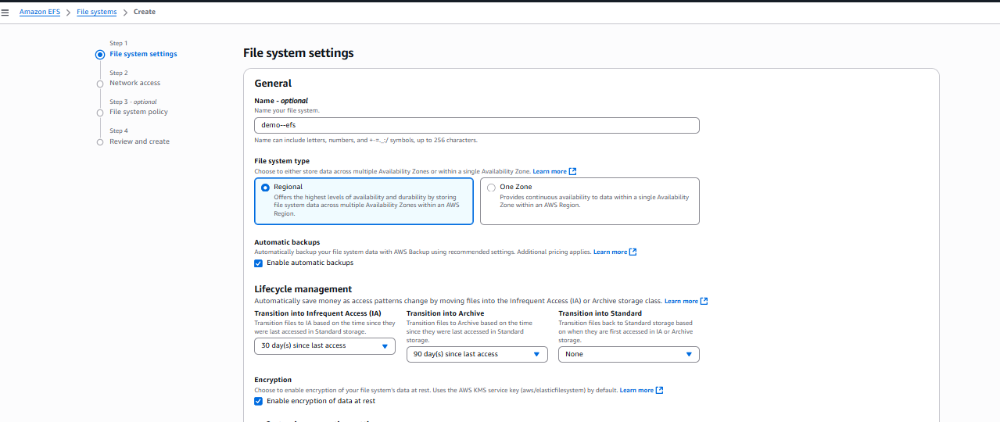 Amazon EFS > File systems > Create
Step 1
File system settings
Step 2
Network access
Step 3 - optional
File system policy
Step 4
Review and create
File system settings
General
Name - optional
Name your file system.
demo--efs
Name can include letters, numbers, and +-=._:/ symbols, up to 256 characters.
File system type
Choose to either store data across multiple Availability Zones or within a single Availability Zone. Learn more
Regional
Offers the highest levels of availability and durability by storing
file system data across multiple Availability Zones within an AWS
Region.
One Zone
Provides continuous availability to data within a single Availability
Zone within an AWS Region.
Automatic backups
Automatically backup your file system data with AWS Backup using recommended settings. Additional pricing applies. Learn more
Enable automatic backups
Lifecycle management
Automatically save money as access patterns change by moving files into the Infrequent Access (IA) or Archive storage class. Learn more
Transition into Infrequent Access (IA)
Transition files to IA based on the time since they
were last accessed in Standard storage.
30 day(s) since last access
Transition into Archive
Transition files to Archive based on the time
since they were last accessed in Standard
storage.
90 day(s) since last access
Transition into Standard
Transition files back to Standard storage based
on when they are first accessed in IA or Archive
storage.
None
Encryption
Choose to enable encryption of your file system's data at rest. Uses the AWS KMS service key (aws/elasticfilesystem) by default. Learn more
Enable encryption of data at rest